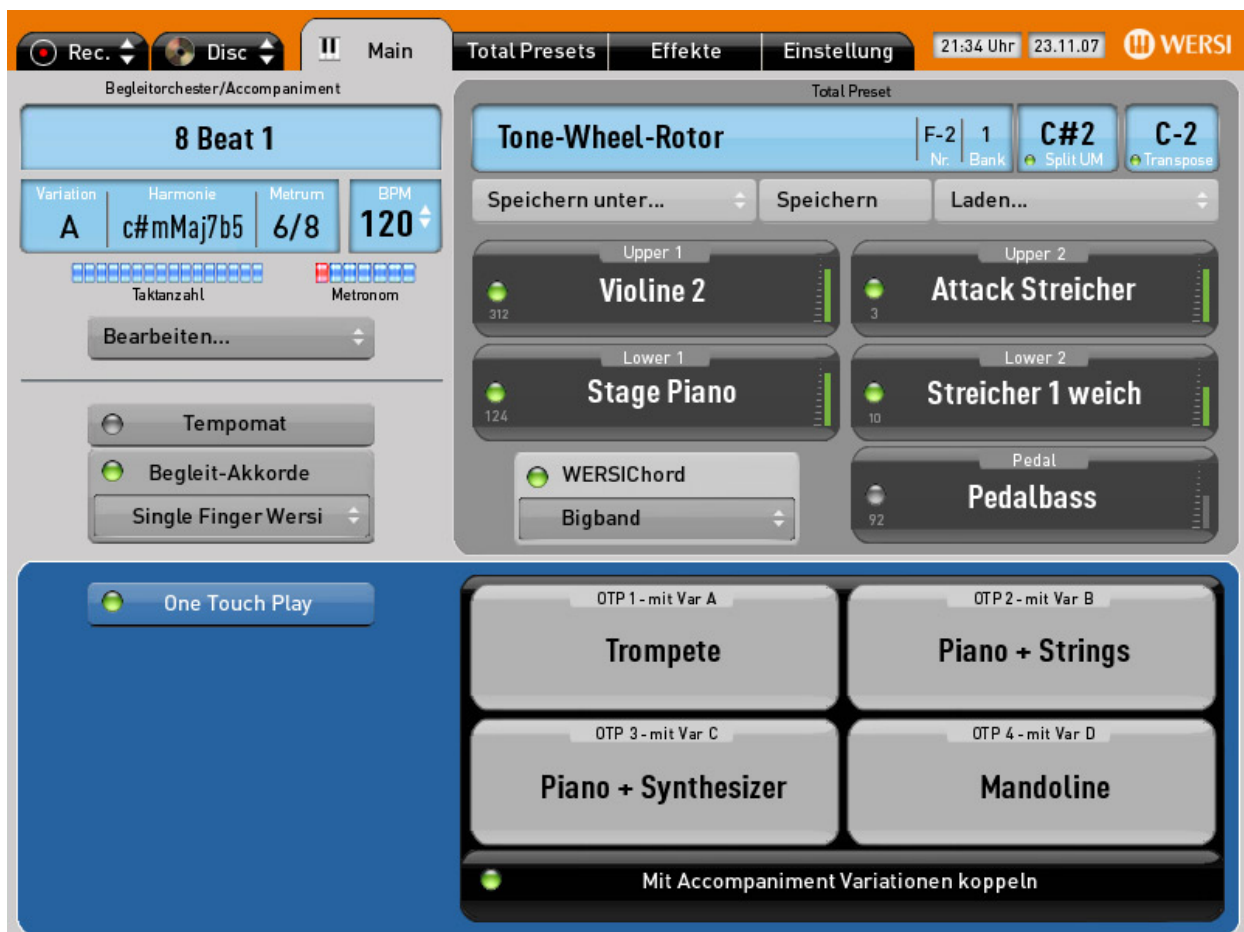 Rec.
Disc
Main
Total Presets
Effekte
Einstellung
21:34 Uhr
23.11.07
WERSI
Begleitorchester/Accompaniment
8 Beat 1
Variation
Harmonie
Metrum
BPM
A
c#mMaj7b5
6/8
120
Taktanzahl
Metronom
Bearbeiten...
Tempomat
Begleit-Akkorde
Single Finger Wersi
Total Preset
Tone-Wheel-Rotor
F-2
1
C#2
C-2
Nr.
Bank
Split UM
Transpose
Speichern unter...
Speichern
Laden...
Upper 1
Violine 2
312
Upper 2
Attack Streicher
3
Lower 1
Stage Piano
124
Lower 2
Streicher 1 weich
10
WERSIChord
Bigband
Pedal
Pedalbass
92
One Touch Play
OTP 1 - mit Var A
Trompete
OTP 2 - mit Var B
Piano + Strings
OTP 3 - mit Var C
Piano + Synthesizer
OTP 4 - mit Var D
Mandoline
Mit Accompaniment Variationen koppeln